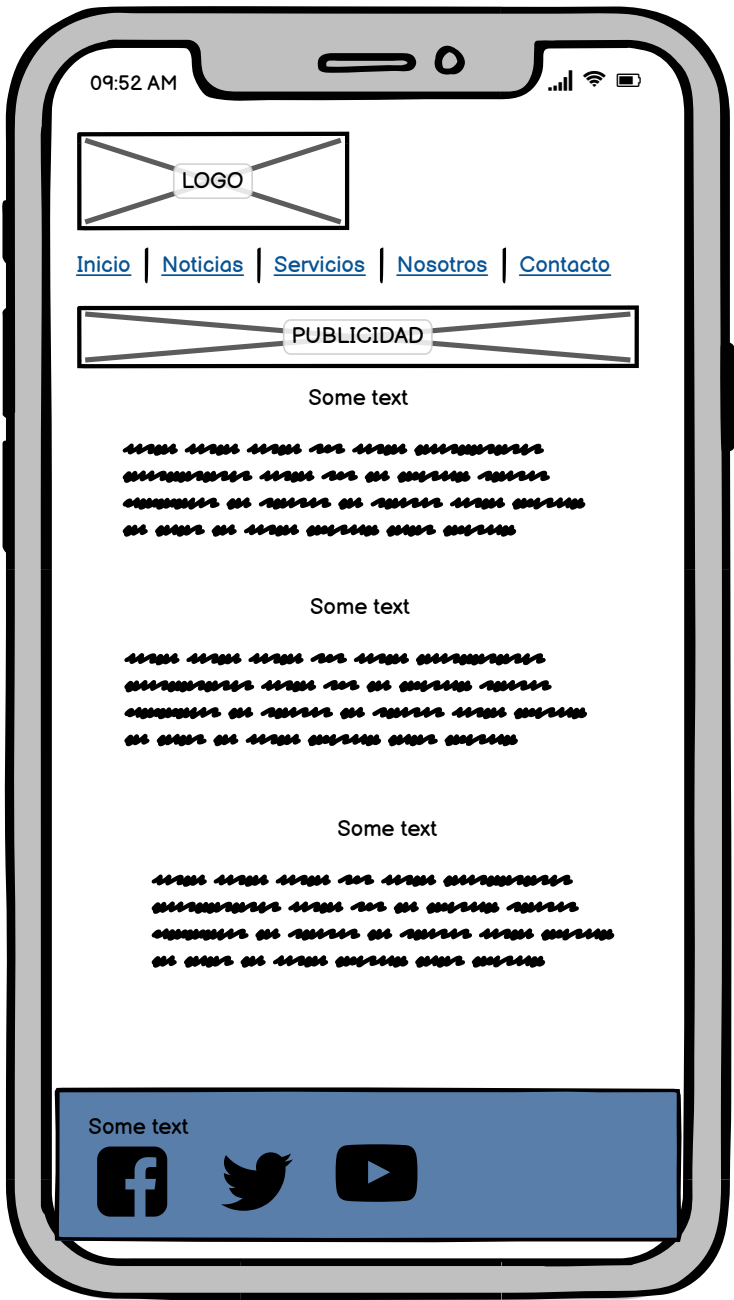 09:52 AM
LOGO
Inicio Noticias Servicios Nosotros Contacto
PUBLICIDAD
Some text
Some text
Some text
Some text